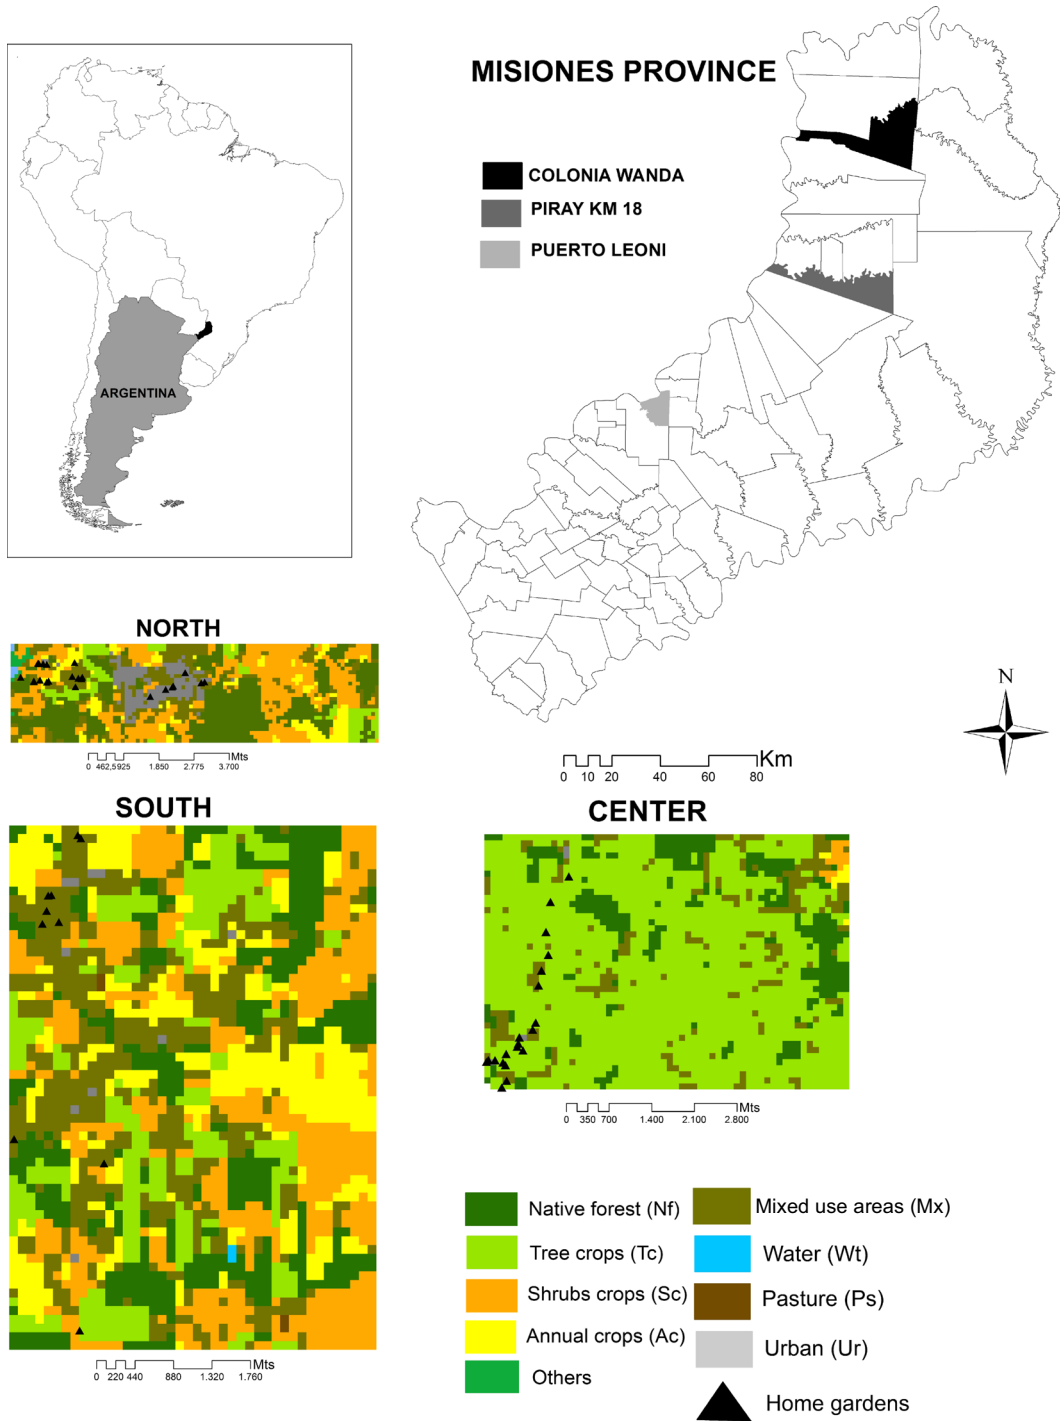 MISIONES PROVINCE
COLONIA WANDA
PIRAY KM 18
PUERTO LEONI
ARGENTINA
NORTH
Mts
0 462,5 925 1.850 2.775 3.700
N
Km
0 10 20 40 60 80
SOUTH
CENTER
Mts
0 350 700 1.400 2.100 2.800
Mts
0 220 440 880 1.320 1.760
Native forest (Nf)
Tree crops (Tc)
Shrubs crops (Sc)
Annual crops (Ac)
Others
Mixed use areas (Mx)
Water (Wt)
Pasture (Ps)
Urban (Ur)
Home gardens